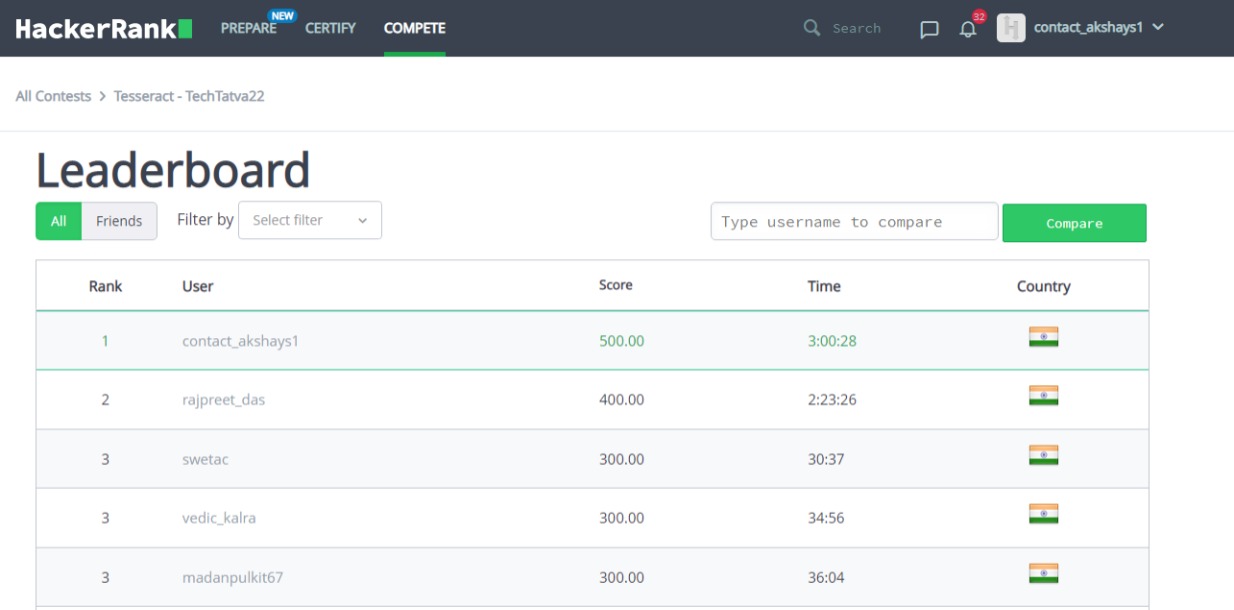 HackerRank PREPARE NEW CERTIFY COMPETE Search 32 contact_akshays1
All Contests > Tesseract - TechTatva22
Leaderboard
All Friends Filter by Select filter Type username to compare Compare
Rank User Score Time Country
1 contact_akshays1 500.00 3:00:28
2 rajpreet_das 400.00 2:23:26
3 swetac 300.00 30:37
3 vedic_kalra 300.00 34:56
3 madanpulkit67 300.00 36:04